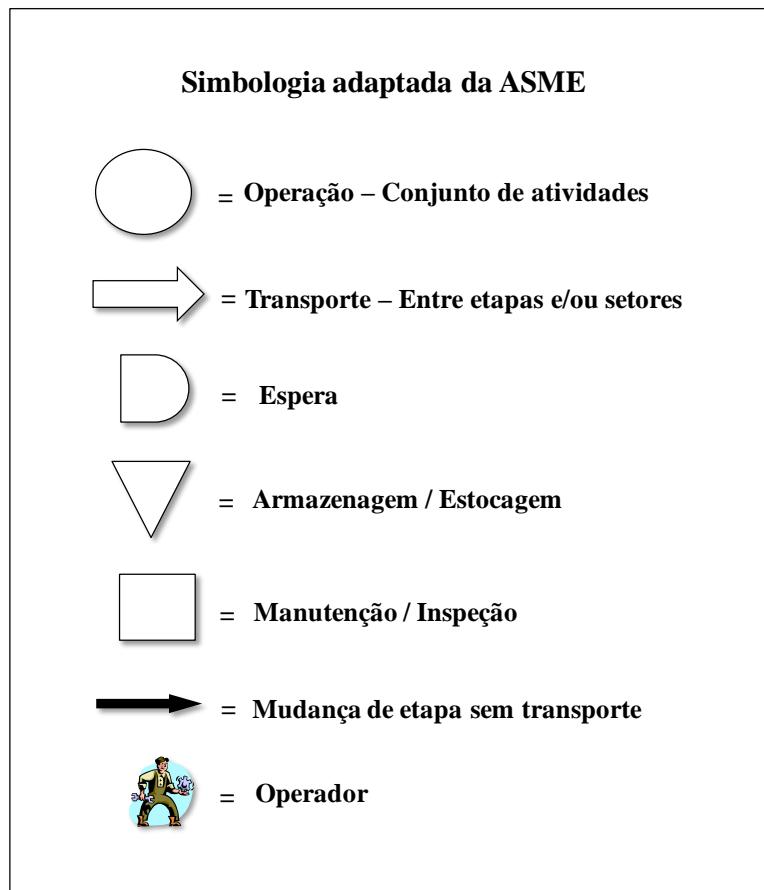 Simbologia adaptada da ASME
= Operação – Conjunto de atividades
= Transporte – Entre etapas e/ou setores
= Espera
= Armazenagem / Estocagem
= Manutenção / Inspeção
= Mudança de etapa sem transporte
= Operador